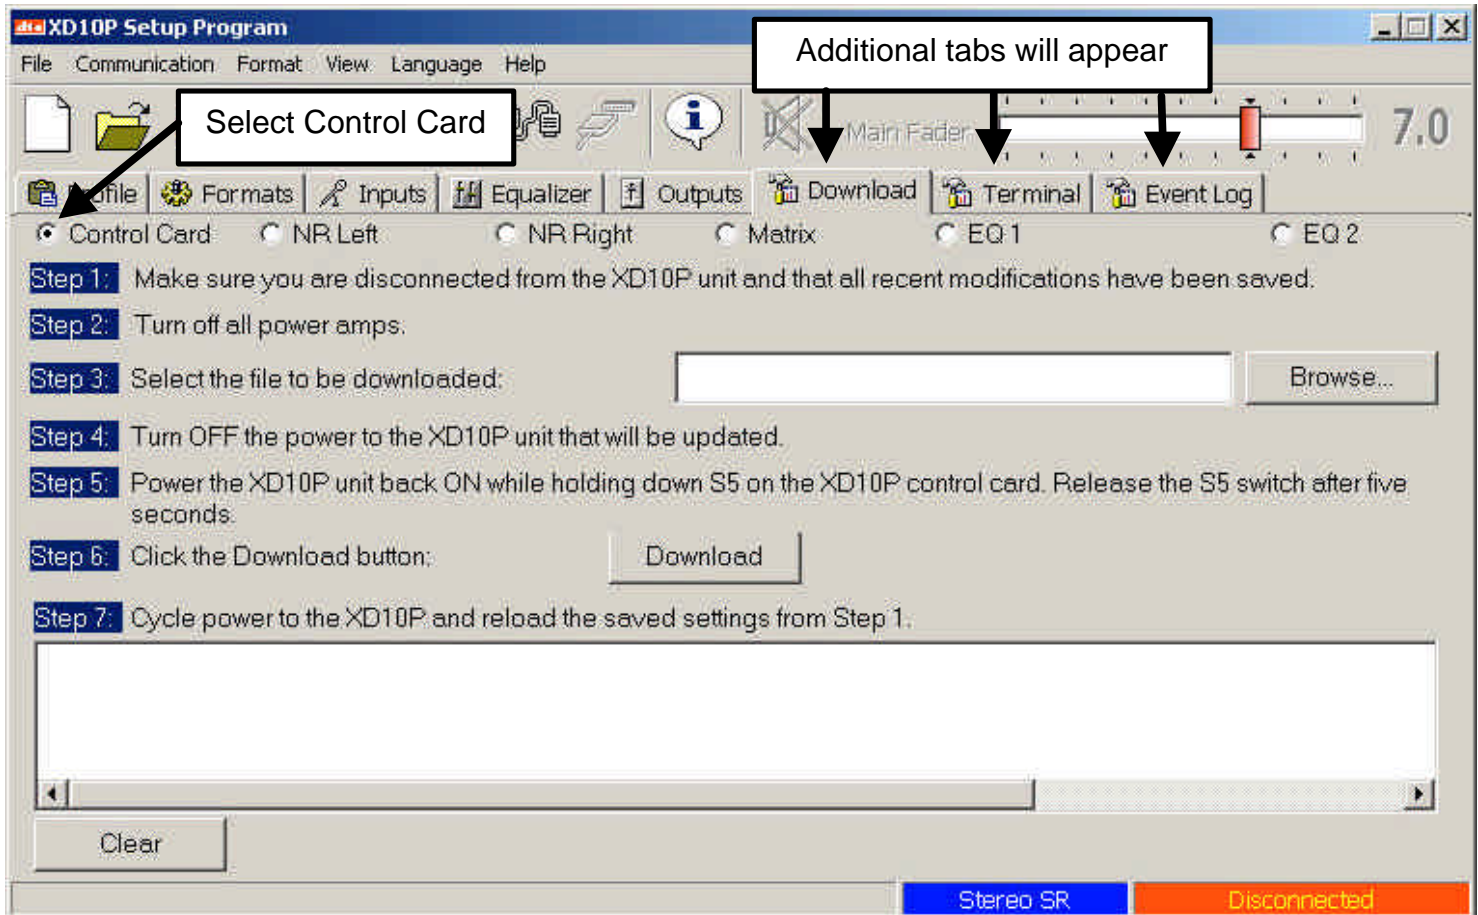 dts XD10P Setup Program
File Communication Format View Language Help
Additional tabs will appear
Select Control Card
Main Fader
7.0
Profile Formats Inputs Equalizer Outputs Download Terminal Event Log
Control Card NR Left NR Right Matrix EQ 1 EQ 2
Step 1: Make sure you are disconnected from the XD10P unit and that all recent modifications have been saved.
Step 2: Turn off all power amps.
Step 3: Select the file to be downloaded: Browse...
Step 4: Turn OFF the power to the XD10P unit that will be updated.
Step 5: Power the XD10P unit back ON while holding down S5 on the XD10P control card. Release the S5 switch after five
seconds.
Step 6: Click the Download button: Download
Step 7: Cycle power to the XD10P and reload the saved settings from Step 1.
Clear
Stereo SR Disconnected